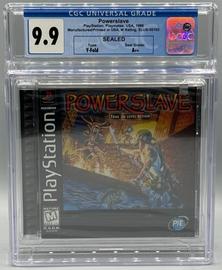 CGC UNIVERSAL GRADE
9.9
Powerslave
PlayStation, Playmates, USA, 1996
Manufactured/Printed in USA, M Rating, SLUS-00102
SEALED
Type
Seal Grade
Y-Fold
A++
CGC
PlayStation
POWERSLAVE
M
PIE